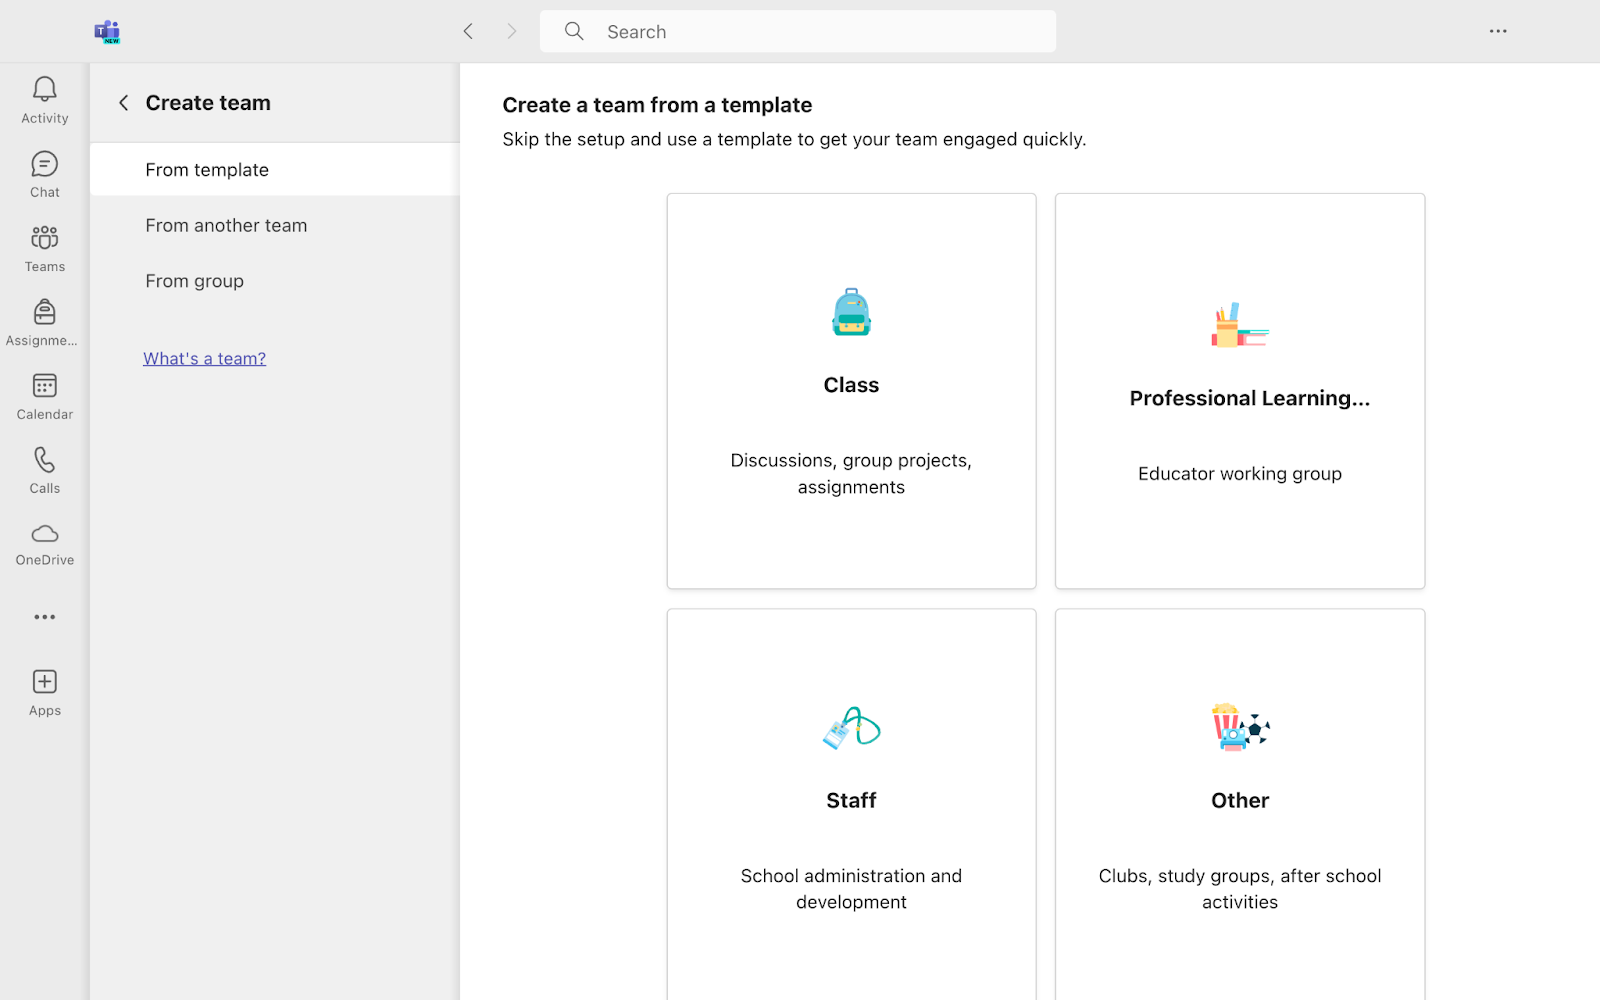 T
NEW
Search
Activity
Chat
Teams
Assignme...
Calendar
Calls
OneDrive
Apps
Create team
From template
From another team
From group
What's a team?
Create a team from a template
Skip the setup and use a template to get your team engaged quickly.
Class
Discussions, group projects,
assignments
Professional Learning...
Educator working group
Staff
School administration and
development
Other
Clubs, study groups, after school
activities